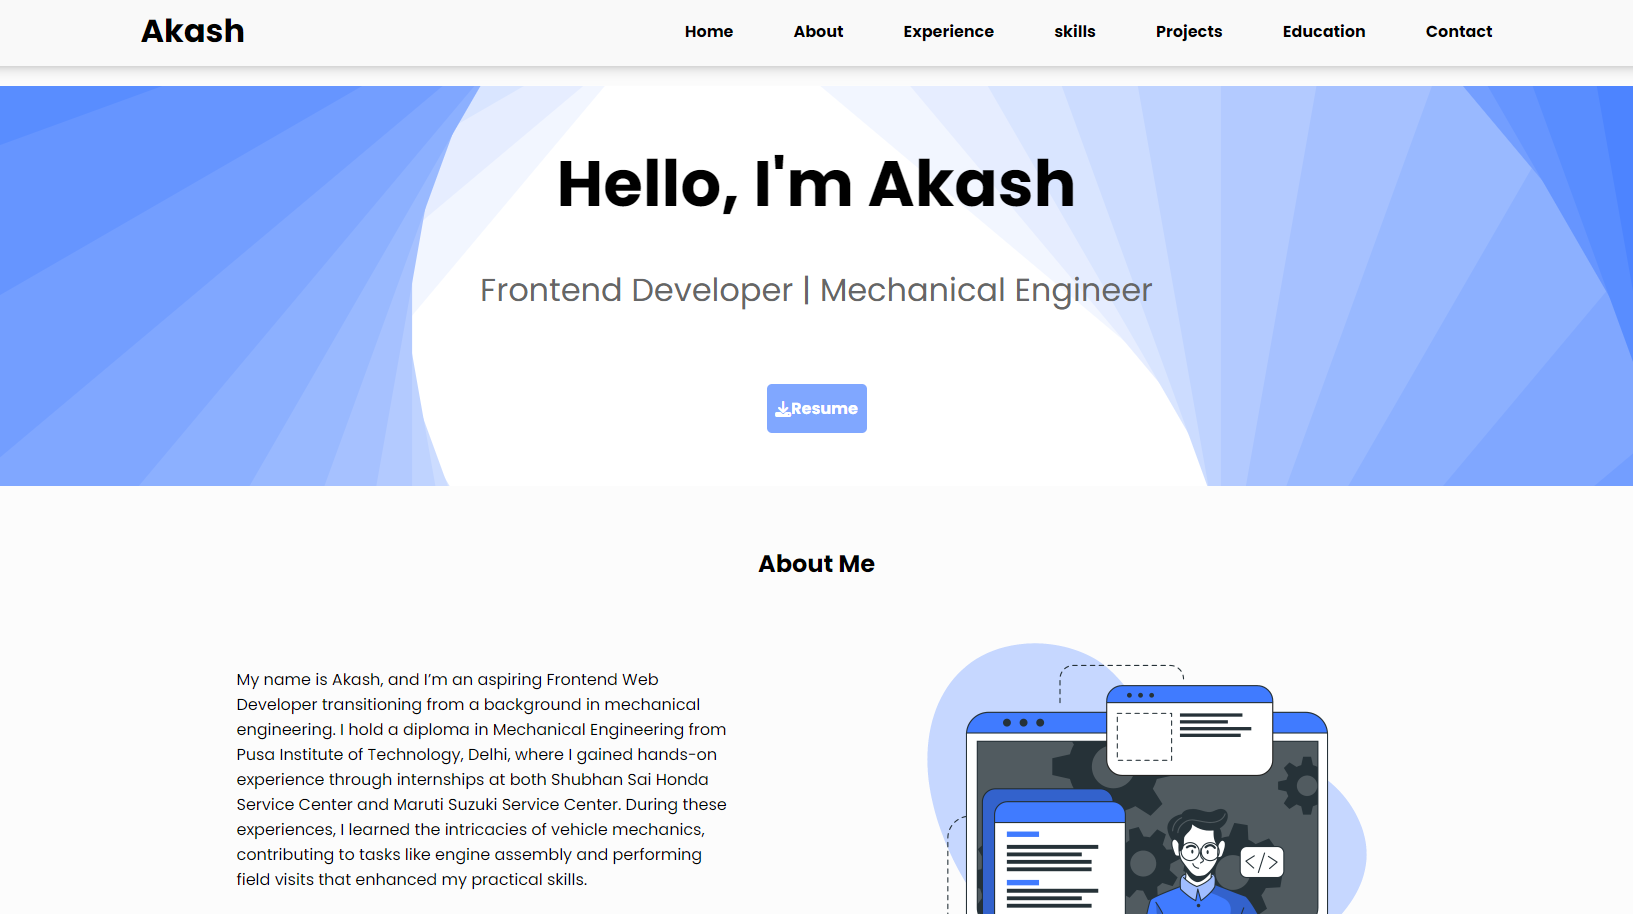 Akash
Home
About
Experience
skills
Projects
Education
Contact
Hello, I'm Akash
Frontend Developer | Mechanical Engineer
Resume
About Me
My name is Akash, and I’m an aspiring Frontend Web
Developer transitioning from a background in mechanical
engineering. I hold a diploma in Mechanical Engineering from
Pusa Institute of Technology, Delhi, where I gained hands-on
experience through internships at both Shubhan Sai Honda
Service Center and Maruti Suzuki Service Center. During these
experiences, I learned the intricacies of vehicle mechanics,
contributing to tasks like engine assembly and performing
field visits that enhanced my practical skills.
</>